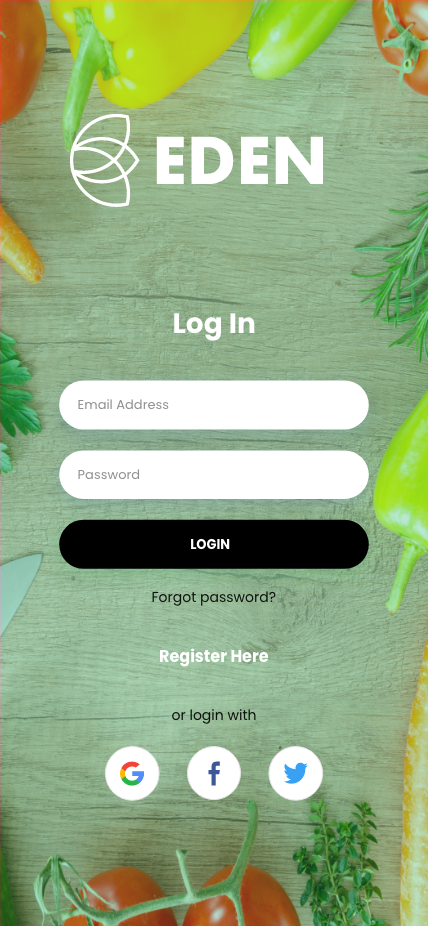 EDEN
Log In
Email Address
Password
LOGIN
Forgot password?
Register Here
or login with